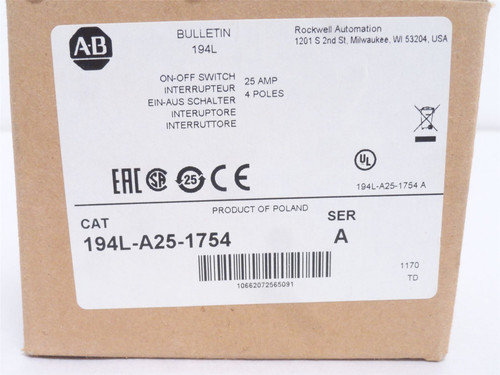 A-B
BULLETIN
194L
Rockwell Automation
1201 S 2nd St, Milwaukee, WI 53204, USA
ON-OFF SWITCH 25 AMP
INTERRUPTEUR 4 POLES
EIN-AUS SCHALTER
INTERUPTORE
INTERRUTTORE
EAC SA 25 CE
UL
194L-A25-1754 A
PRODUCT OF POLAND
CAT
SER
194L-A25-1754
A
10662072565091
1170
TD